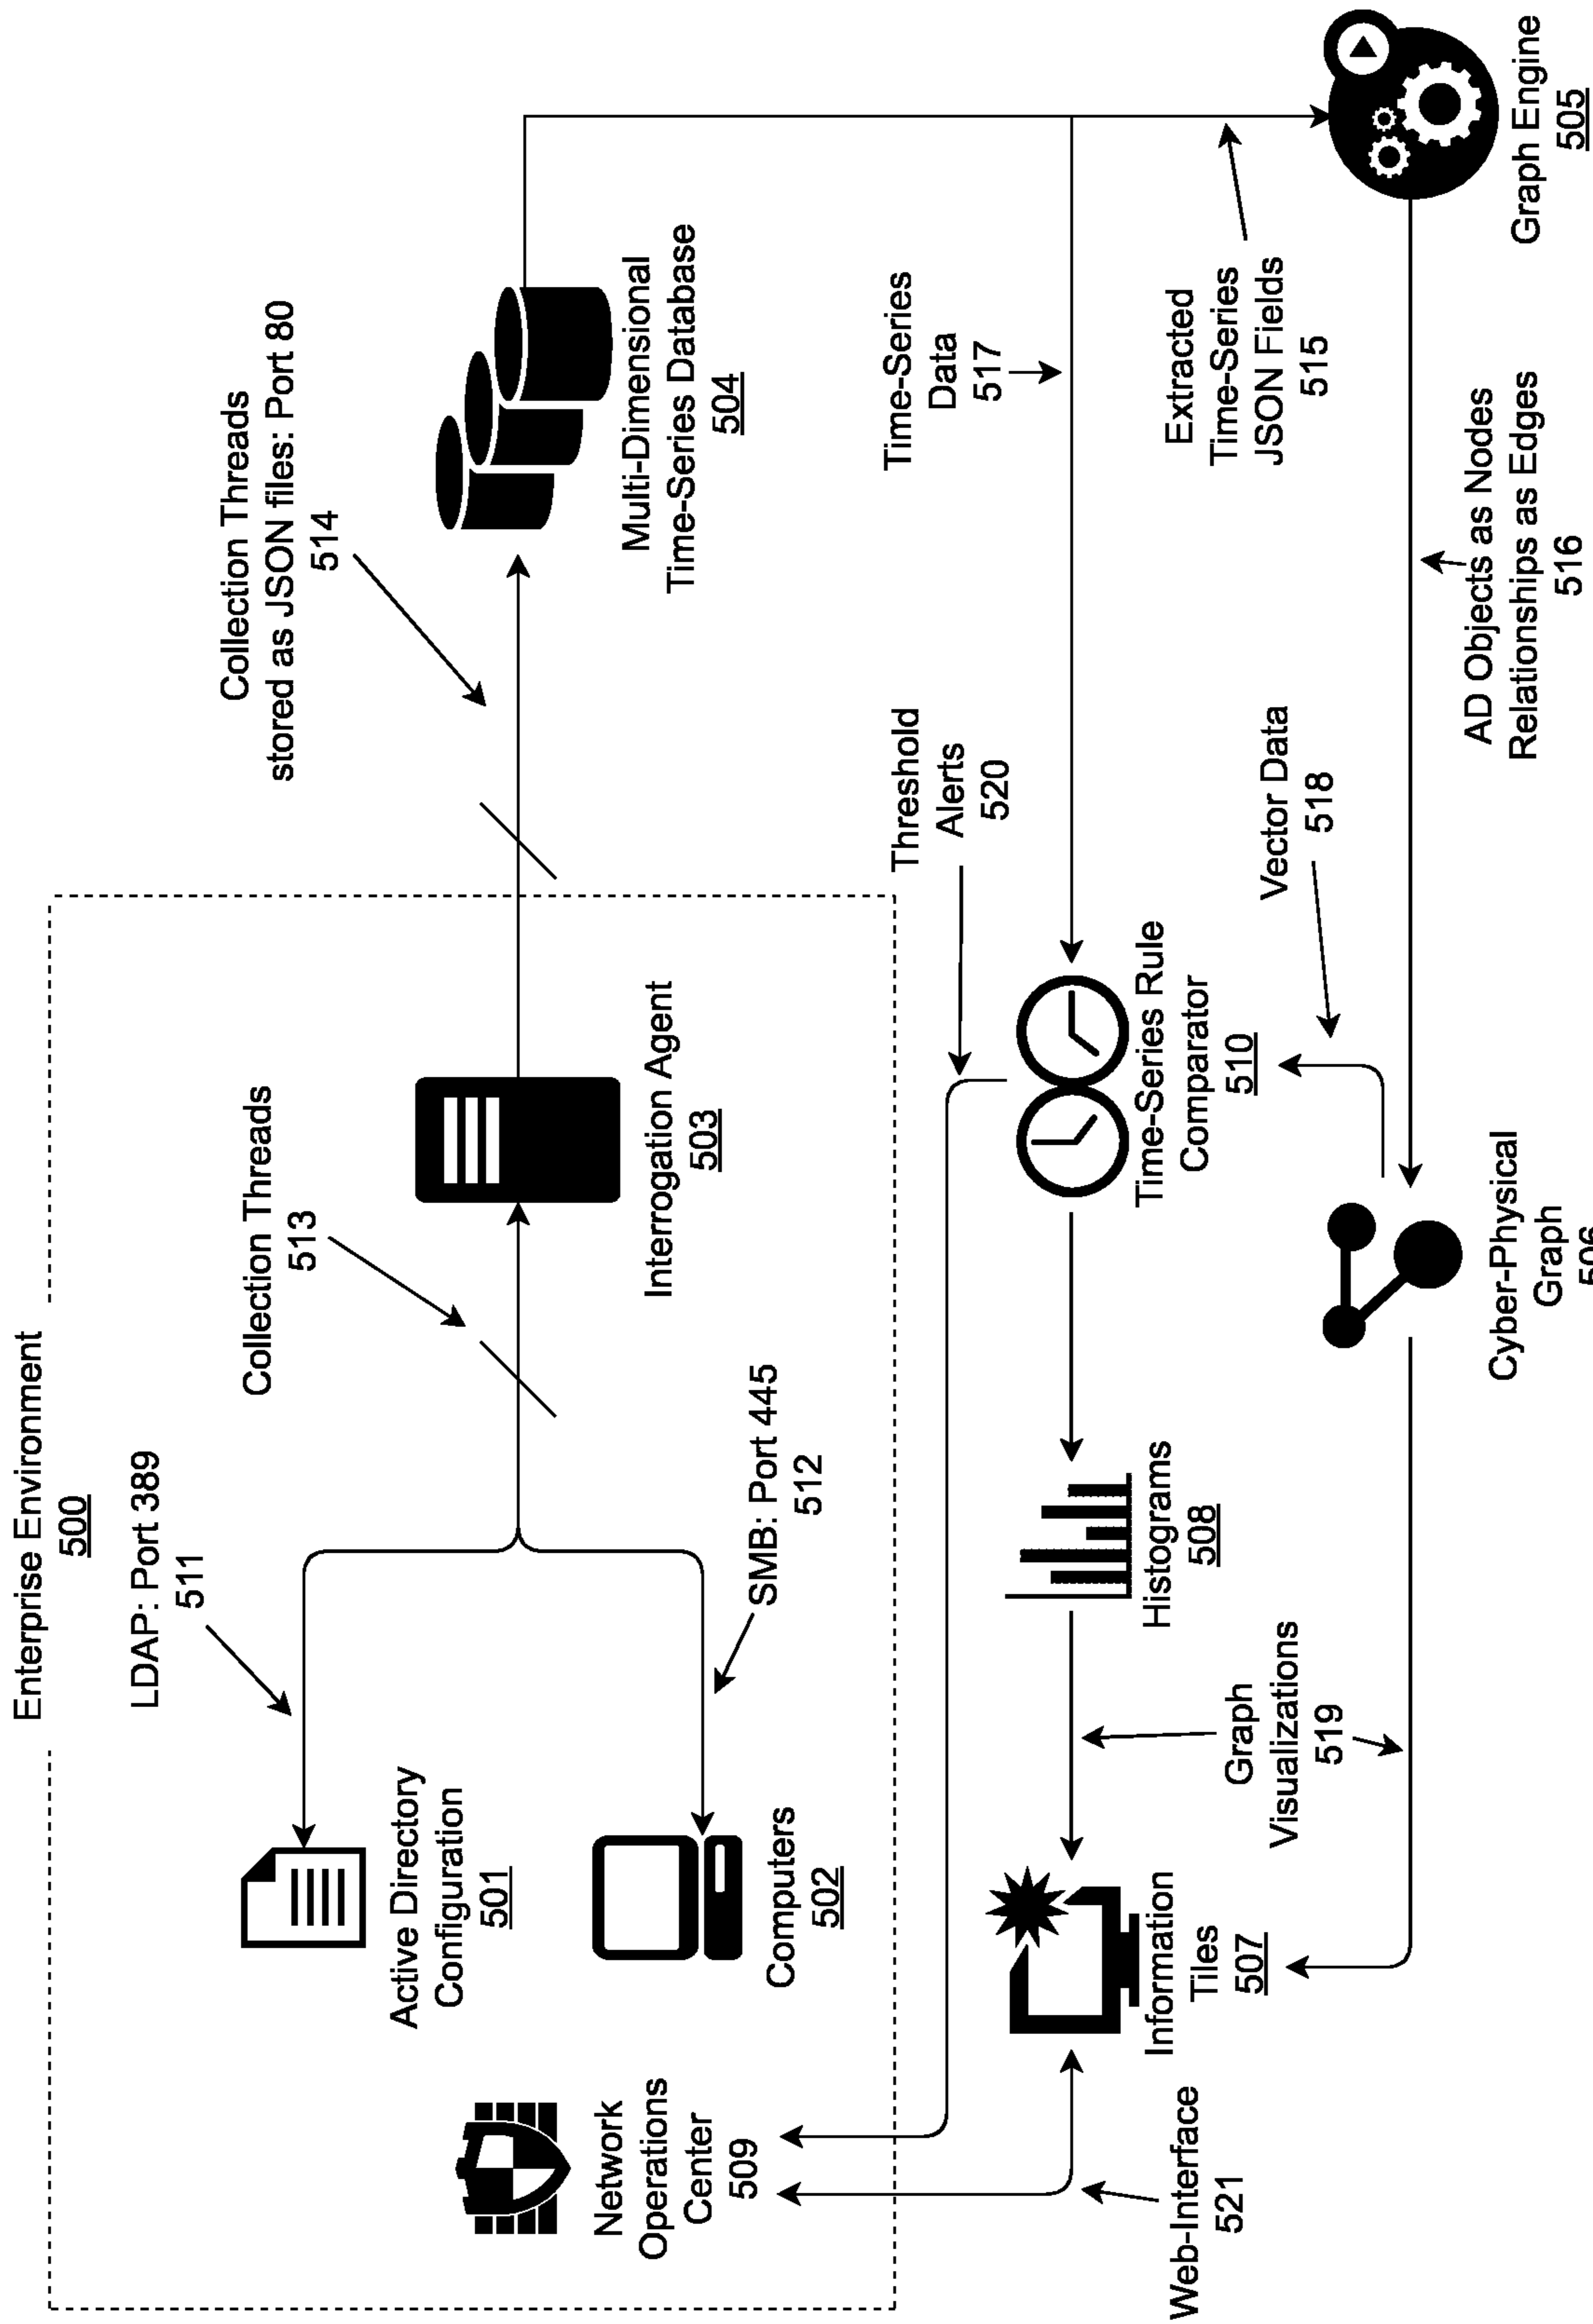 Enterprise Environment
500
LDAP: Port 389
511
Collection Threads
513
Collection Threads
stored as JSON files: Port 80
514
Active Directory
Configuration
501
SMB: Port 445
512
Computers
502
Interrogation Agent
503
Multi-Dimensional
Time-Series Database
504
Network
Operations
Center
509
Threshold
Alerts
520
Time-Series
Data
517
Web-Interface
521
Information
Tiles
507
Histograms
508
Time-Series Rule
Comparator
510
Extracted
Time-Series
JSON Fields
515
Graph
Visualizations
519
Vector Data
518
Cyber-Physical
Graph
506
AD Objects as Nodes
Relationships as Edges
516
Graph Engine
505